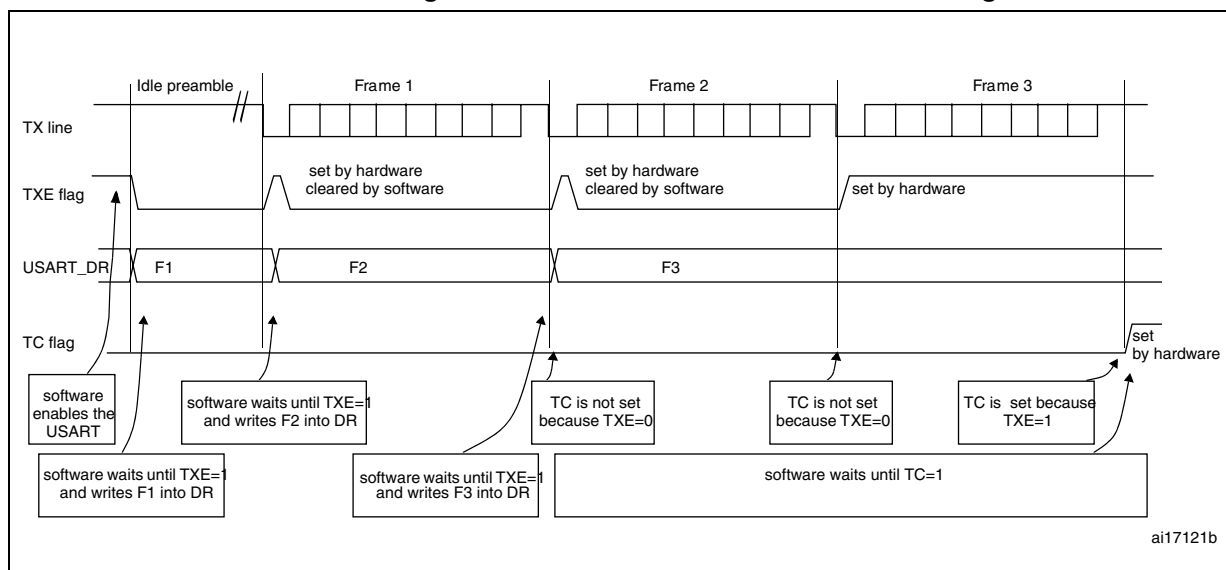 Idle preamble
Frame 1
Frame 2
Frame 3
TX line
TXE flag
set by hardware
cleared by software
set by hardware
cleared by software
set by hardware
USART_DR
F1
F2
F3
TC flag
set
by hardware
software
enables the
USART
software waits until TXE=1
and writes F2 into DR
TC is not set
because TXE=0
TC is not set
because TXE=0
TC is set because
TXE=1
software waits until TXE=1
and writes F1 into DR
software waits until TXE=1
and writes F3 into DR
software waits until TC=1
ai17121b